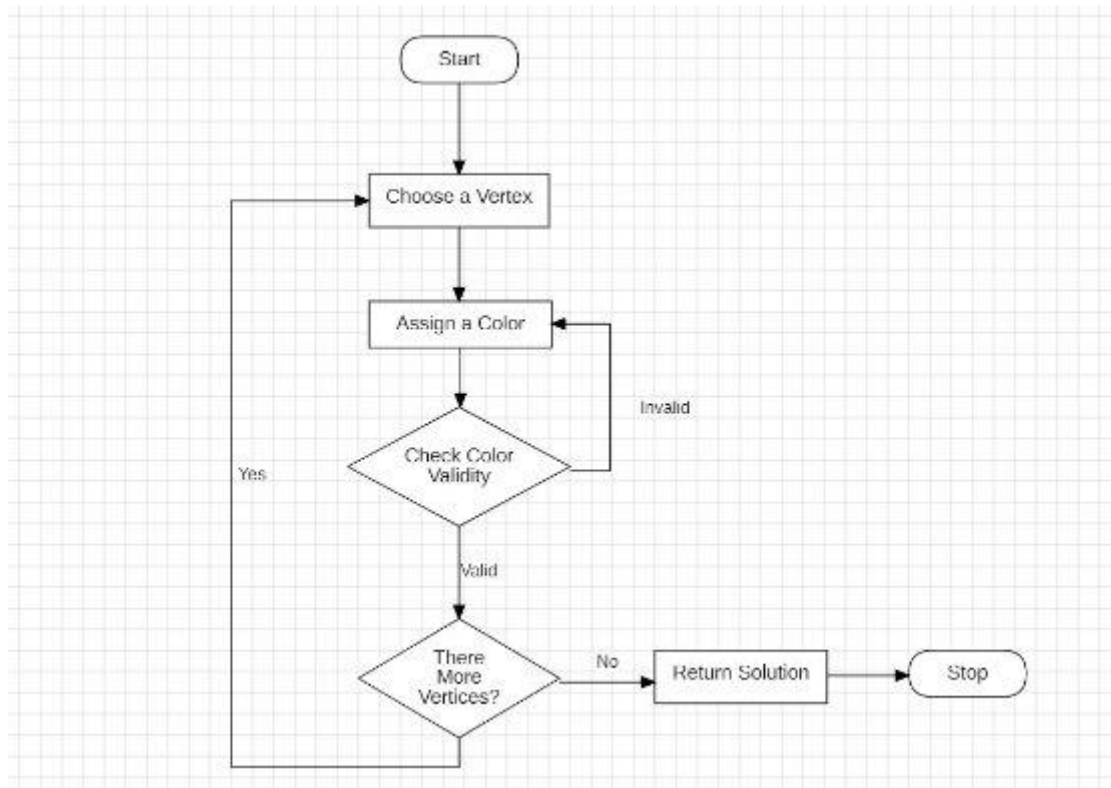 Start
Choose a Vertex
Assign a Color
Invalid
Check Color
Validity
Yes
Valid
There
More
Vertices?
No
Return Solution
Stop